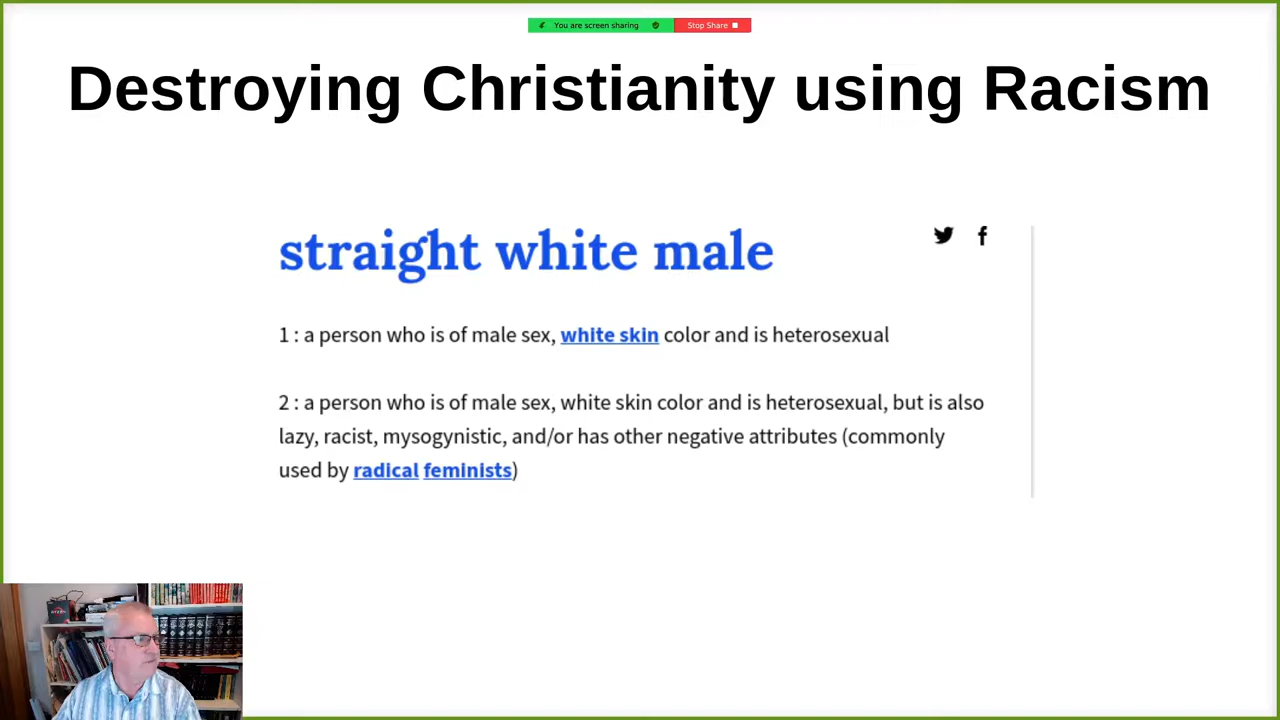 You are screen sharing Stop Share
Destroying Christianity using Racism
straight white male
1 : a person who is of male sex, white skin color and is heterosexual
2 : a person who is of male sex, white skin color and is heterosexual, but is also
lazy, racist, mysogynistic, and/or has other negative attributes (commonly
used by radical feminists)